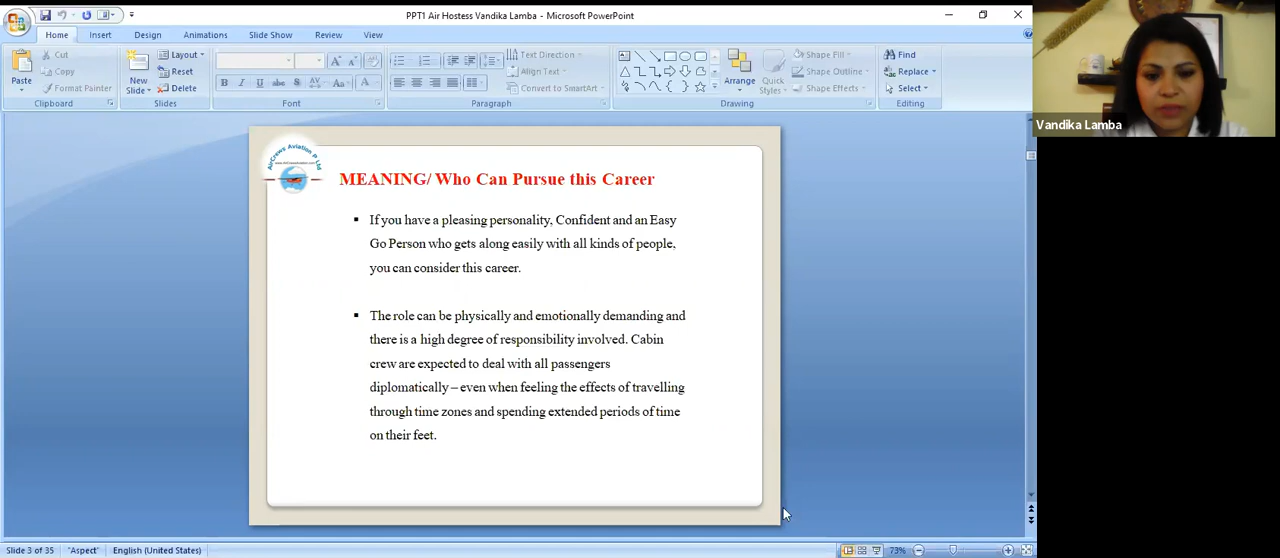 PPT1 Air Hostess Vandika Lamba - Microsoft PowerPoint
Home Insert Design Animations Slide Show Review View
Paste
Cut
Copy
Format Painter
Clipboard
New
Slide
Layout
Reset
Delete
Slides
B I U abc S AV Aa A
Font
Text Direction
Align Text
Convert to SmartArt
Paragraph
Arrange
Quick
Styles
Shape Fill
Shape Outline
Shape Effects
Drawing
Find
Replace
Select
Editing
Vandika Lamba
AirCrews Aviation P Ltd
MEANING/ Who Can Pursue this Career
▪ If you have a pleasing personality, Confident and an Easy
Go Person who gets along easily with all kinds of people,
you can consider this career.
▪ The role can be physically and emotionally demanding and
there is a high degree of responsibility involved. Cabin
crew are expected to deal with all passengers
diplomatically – even when feeling the effects of travelling
through time zones and spending extended periods of time
on their feet.
Slide 3 of 35 "Aspect" English (United States) 73%